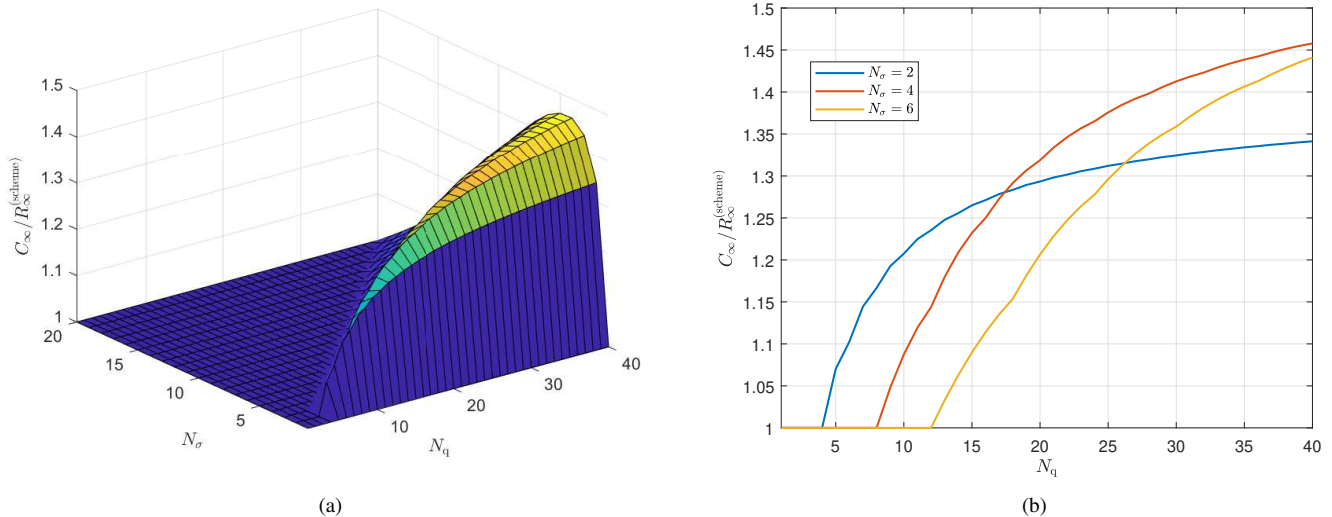 1.5
1.4
1.3
1.2
1.1
1
C∞/R∞^(scheme)
20
15
10
5
Nσ
10
20
30
40
Nq
(a)
1.5
1.45
1.4
1.35
1.3
1.25
1.2
1.15
1.1
1.05
1
C∞/R∞^(scheme)
Nσ = 2
Nσ = 4
Nσ = 6
5 10 15 20 25 30 35 40
Nq
(b)